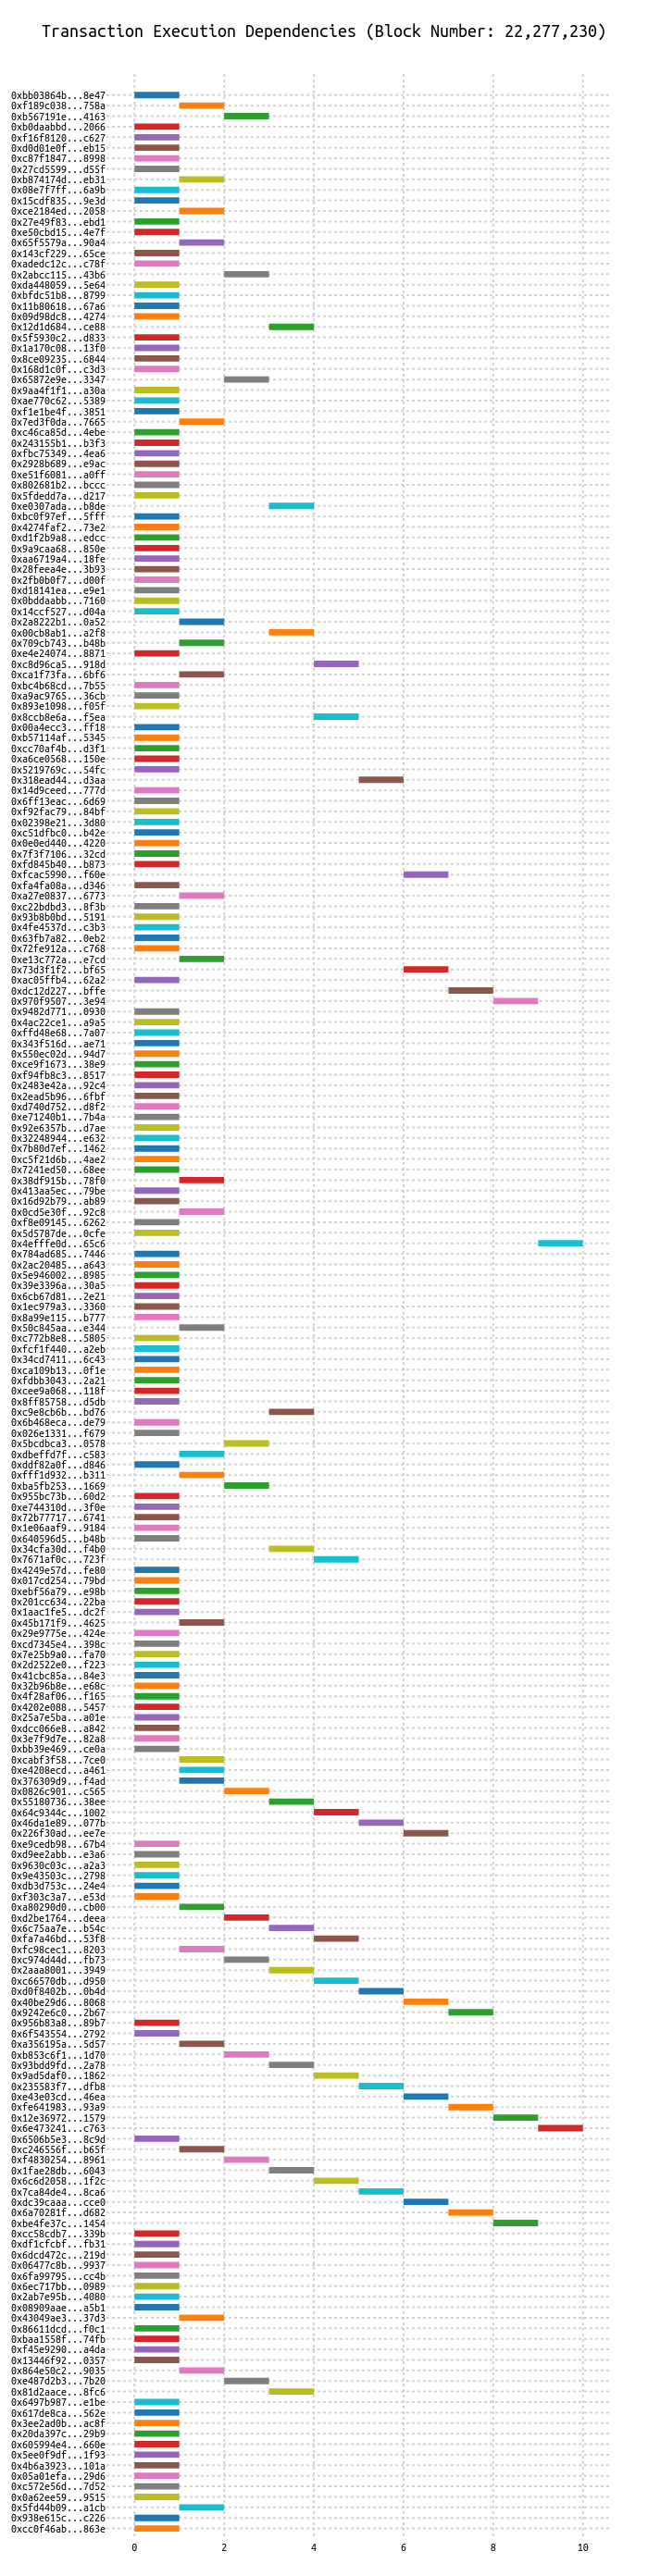 Transaction Execution Dependencies (Block Number: 22,277,230)
0xbb03864b...8e47
0xf189c038...758a
0xb567191e...4163
0xb0daabbd...2066
0xf16f8120...c627
0xd0d01e0f...eb15
0xc87f1847...8998
0x27cd5599...d55f
0xb874174d...eb31
0x08e7f7ff...6a9b
0x15cdf835...9e3d
0xce2184ed...2058
0x27e49f83...ebd1
0xe50cbd15...4e7f
0x65f5579a...90a4
0x143cf229...65ce
0xadedc12c...c78f
0x2abcc115...43b6
0xda448059...5e64
0xbfdc51b8...8799
0x11b80618...67a6
0x09d98dc8...4274
0x12d1d684...ce88
0x5f5930c2...d833
0x1a170c08...13f0
0x8ce09235...6844
0x168d1c0f...c3d3
0x65872e9e...3347
0x9aa4f1f1...a30a
0xae770c62...5389
0xf1e1be4f...3851
0x7ed3f0da...7665
0xc46ca85d...4ebe
0x243155b1...b3f3
0xfbc75349...4ea6
0x2928b689...e9ac
0xe51f6081...a0ff
0x802681b2...bccc
0x5fdedd7a...d217
0xe0307ada...b8de
0xbc0f97ef...5fff
0x4274faf2...73e2
0xd1f2b9a8...edcc
0x9a9caa68...850e
0xaa6719a4...18fe
0x28feea4e...3b93
0x2fb0b0f7...d00f
0xd18141ea...e9e1
0x0bddaabb...7160
0x14ccf527...d04a
0x2a8222b1...0a52
0x00cb8ab1...a2f8
0x709cb743...b48b
0xe4e24074...8871
0xc8d96ca5...918d
0xca1f73fa...6bf6
0xbc4b68cd...7b55
0xa9ac9765...36cb
0x893e1098...f05f
0x8ccb8e6a...f5ea
0x00a4ecc3...ff18
0xb57114af...5345
0xcc70af4b...d3f1
0xa6ce0568...150e
0x5219769c...54fc
0x318ead44...d3aa
0x14d9ceed...777d
0x6ff13eac...6d69
0xf92fac79...84bf
0x02398e21...3d80
0xc51dfbc0...b42e
0x0e0ed440...4220
0x7f3f7106...32cd
0xfd845b40...b873
0xfcac5990...f60e
0xfa4fa08a...d346
0xa27e0837...6773
0xc22bdbd3...8f3b
0x93b8b0bd...5191
0x4fe4537d...c3b3
0x63fb7a82...0eb2
0x72fe912a...c768
0xe13c772a...e7cd
0x73d3f1f2...bf65
0xac05ffb4...62a2
0xdc12d227...bffe
0x970f9507...3e94
0x9482d771...0930
0x4ac22ce1...a9a5
0xffd48e68...7a07
0x343f516d...ae71
0x550ec02d...94d7
0xce9f1673...38e9
0xf94fb8c3...8517
0x2483e42a...92c4
0x2ead5b96...6fbf
0xd740d752...d8f2
0xe71240b1...7b4a
0x92e6357b...d7ae
0x32248944...e632
0x7b80d7ef...1462
0xc5f21d6b...4ae2
0x7241ed50...68ee
0x38df915b...78f0
0x413aa5ec...79be
0x16d92b79...ab89
0x0cd5e30f...92c8
0xf8e09145...6262
0x5d5787de...0cfe
0x4efffe0d...65c6
0x784ad685...7446
0x2ac20485...a643
0x5e946002...8985
0x39e3396a...30a5
0x6cb67d81...2e21
0x1ec979a3...3360
0x8a99e115...b777
0x50c845aa...e344
0xc772b8e8...5805
0xfcf1f440...a2eb
0x34cd7411...6c43
0xca109b13...0f1e
0xfdbb3043...2a21
0xcee9a068...118f
0x8ff85758...d5db
0xc9e8cb6b...bd76
0x6b468eca...de79
0x026e1331...f679
0x5bcdbca3...0578
0xdbeffd7f...c583
0xddf82a0f...d846
0xfff1d932...b311
0xba5fb253...1669
0x955bc73b...60d2
0xe744310d...3f0e
0x72b77717...6741
0x1e06aaf9...9184
0x640596d5...b48b
0x34cfa30d...f4b0
0x7671af0c...723f
0x4249e57d...fe80
0x017cd254...79bd
0xebf56a79...e98b
0x201cc634...22ba
0x1aac1fe5...dc2f
0x45b171f9...4625
0x29e9775e...424e
0xcd7345e4...398c
0x7e25b9a0...fa70
0x2d2522e0...f223
0x41cbc85a...84e3
0x32b96b8e...e68c
0x4f28af06...f165
0x4202e088...5457
0x25a7e5ba...a01e
0xdcc066e8...a842
0x3e7f9d7e...82a8
0xbb39e469...ce0a
0xcabf3f58...7ce0
0xe4208ecd...a461
0x376309d9...f4ad
0x0826c901...c565
0x55180736...38ee
0x64c9344c...1002
0x46da1e89...077b
0x226f30ad...ee7e
0xe9cedb98...67b4
0xd9ee2abb...e3a6
0x9630c03c...a2a3
0x9e43503c...2798
0xdb3d753c...24e4
0xf303c3a7...e53d
0xa80290d0...cb00
0xd2be1764...deea
0x6c75aa7e...b54c
0xfa7a46bd...53f8
0xfc98cec1...8203
0xc974d44d...fb73
0x2aaa8001...3949
0xc66570db...d950
0xd0f8402b...0b4d
0x40be29d6...8068
0x9242e6c0...2b67
0x956b83a8...89b7
0x6f543554...2792
0xa356195a...5d57
0xb853c6f1...1d70
0x93bdd9fd...2a78
0x9ad5daf0...1862
0x235583f7...dfb8
0xe43e03cd...46ea
0xfe641983...93a9
0x12e36972...1579
0x6e473241...c763
0x6506b5e3...8c9d
0xc246556f...b65f
0xf4830254...8961
0x1fae28db...6043
0x6c6d2058...1f2c
0x7ca84de4...8ca6
0xdc39caaa...cce0
0x6a70281f...d682
0xbe4fe37c...1454
0xcc58cdb7...339b
0xdf1cfcbf...fb31
0x6dcd472c...219d
0x06477c8b...9937
0x6fa99795...cc4b
0x6ec717bb...0989
0x2ab7e95b...4080
0x08909aae...a5b1
0x43049ae3...37d3
0x86611dcd...f0c1
0xbaa1558f...74fb
0xf45e9290...a4da
0x13446f92...0357
0x864e50c2...9035
0xe487d2b3...7b20
0x81d2aace...8fc6
0x6497b987...e1be
0x617de8ca...562e
0x3ee2ad0b...ac8f
0x20da397c...29b9
0x605994e4...660e
0x5ee0f9df...1f93
0x4b6a3923...101a
0x05a01efa...29d6
0xc572e56d...7d52
0x0a62ee59...9515
0x5fd44b09...a1cb
0x938e615c...c226
0xcc0f46ab...863e
0 2 4 6 8 10